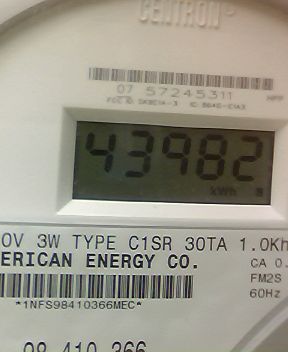 CENTRON®
07 57245311
43982
kWh
0V 3W TYPE C1SR 30TA 1.0Kh
ERICAN ENERGY CO.
CA 0.
FM2S
60Hz
*1NFS98410366MEC*
08 410 366